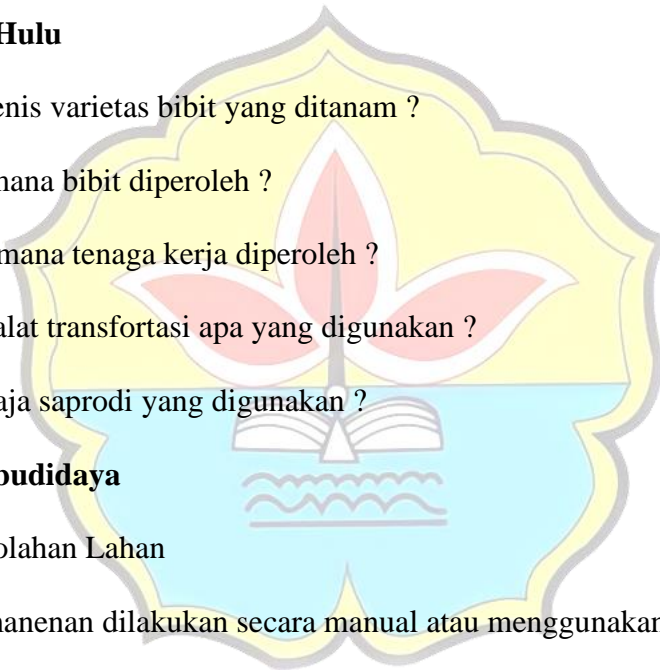 Hulu
enis varietas bibit yang ditanam ?
mana bibit diperoleh ?
mana tenaga kerja diperoleh ?
alat transfortasi apa yang digunakan ?
aja saprodi yang digunakan ?
budidaya
olahan Lahan
nanenan dilakukan secara manual atau menggunakan